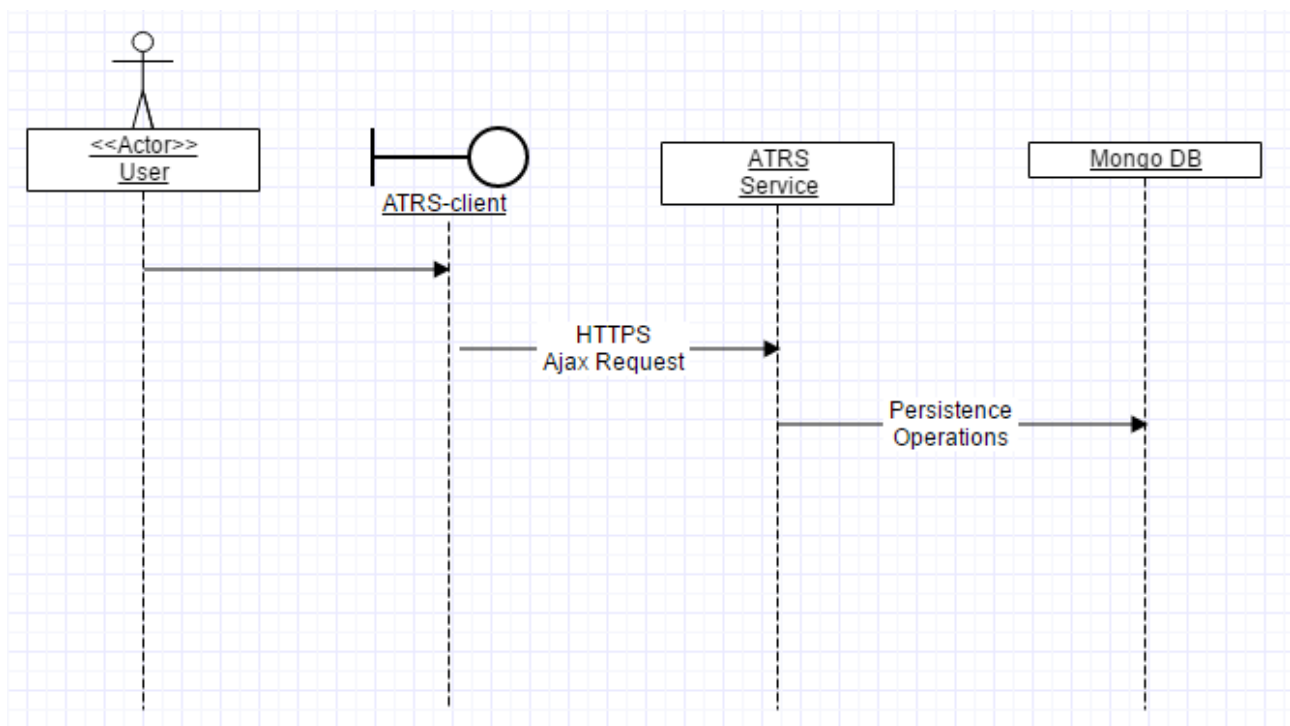 <<Actor>>
User
ATRS-client
ATRS
Service
Mongo DB
HTTPS
Ajax Request
Persistence
Operations